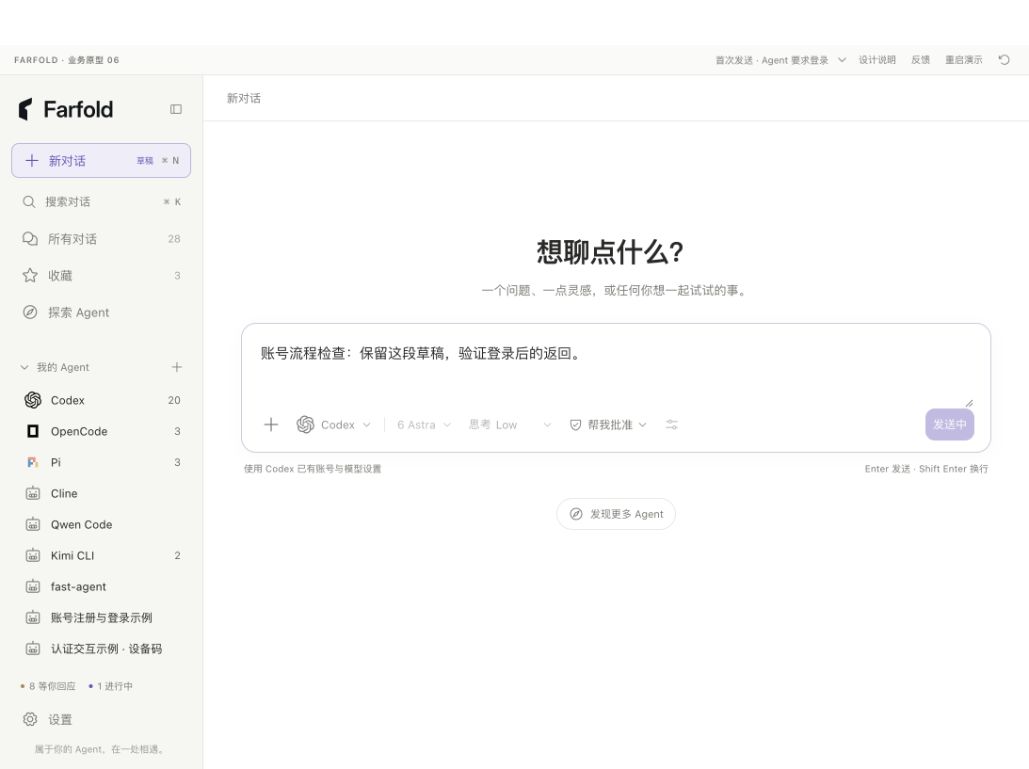 FARFOLD · 业务原型 06
首次发送 · Agent 要求登录 设计说明 反馈 重启演示
Farfold
新对话 草稿 ⌘ N
搜索对话 ⌘ K
所有对话 28
收藏 3
探索 Agent
我的 Agent
Codex 20
OpenCode 3
Pi 3
Cline
Qwen Code
Kimi CLI 2
fast-agent
账号注册与登录示例
认证交互示例 · 设备码
8 等你回应 1 进行中
设置
属于你的 Agent，在一处相遇。
新对话
想聊点什么?
一个问题、一点灵感，或任何你想一起试试的事。
账号流程检查：保留这段草稿，验证登录后的返回。
Codex 6 Astra 思考 Low 帮我批准 发送中
使用 Codex 已有账号与模型设置 Enter 发送 · Shift Enter 换行
发现更多 Agent